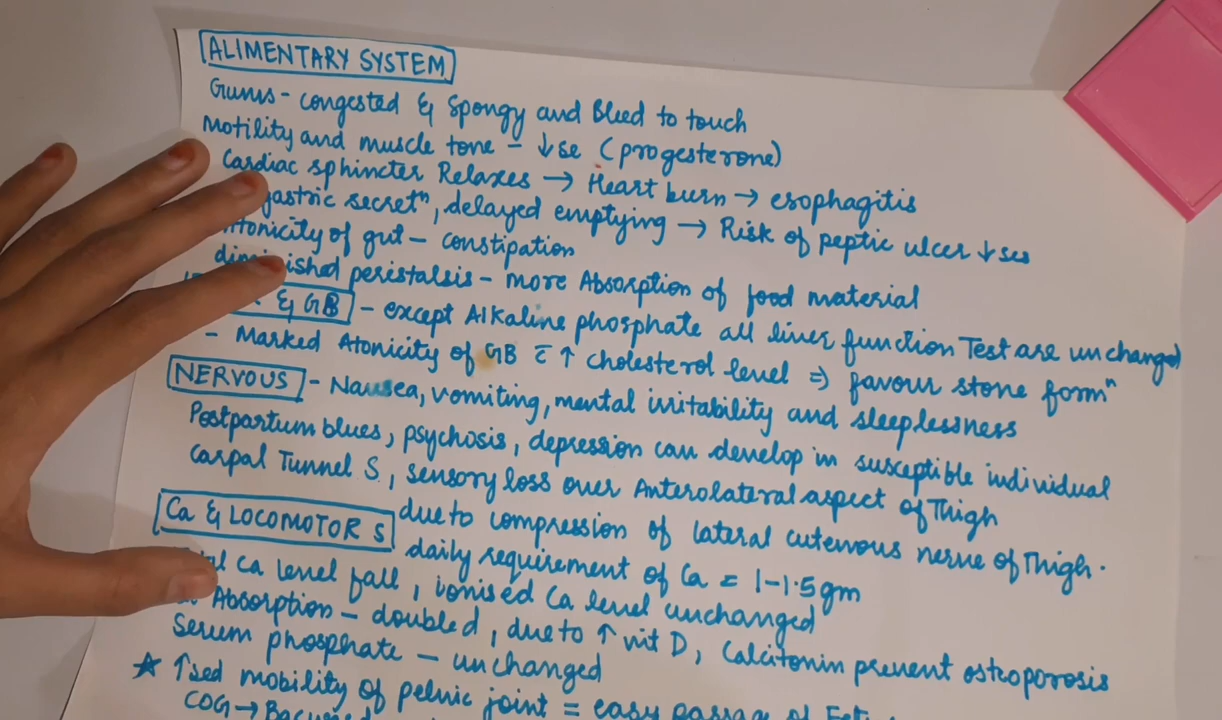 ALIMENTARY SYSTEM
Gums - congested & Spongy and Bleed to touch
Motility and muscle tone - ↓se (progesterone)
Cardiac sphincter Relaxes → Heart burn → esophagitis
gastric secretⁿ, delayed emptying → Risk of peptic ulcer ↓ses
Atonicity of gut - constipation
diminished peristalsis - more Absorption of food material
& GB - except Alkaline phosphate all liver function Test are unchanged
- Marked Atonicity of GB c̄ ↑ cholesterol level ⇒ favour stone formⁿ
NERVOUS - Nausea, vomiting, mental irritability and sleeplessness
Postpartum blues, psychosis, depression can develop in susceptible individual
Carpal Tunnel S., sensory loss over Anterolateral aspect of Thigh
due to compression of lateral cutenous nerve of Thigh.
Ca & LOCOMOTOR S daily requirement of Ca = 1-1.5gm
Ca level fall, ionised Ca level unchanged
Absorption - doubled, due to ↑ vit D, Calcitonin prevent ostroporosis
Serum phosphate - unchanged
☆ ↑sed mobility of pelvic joint = easy passage of
COG →